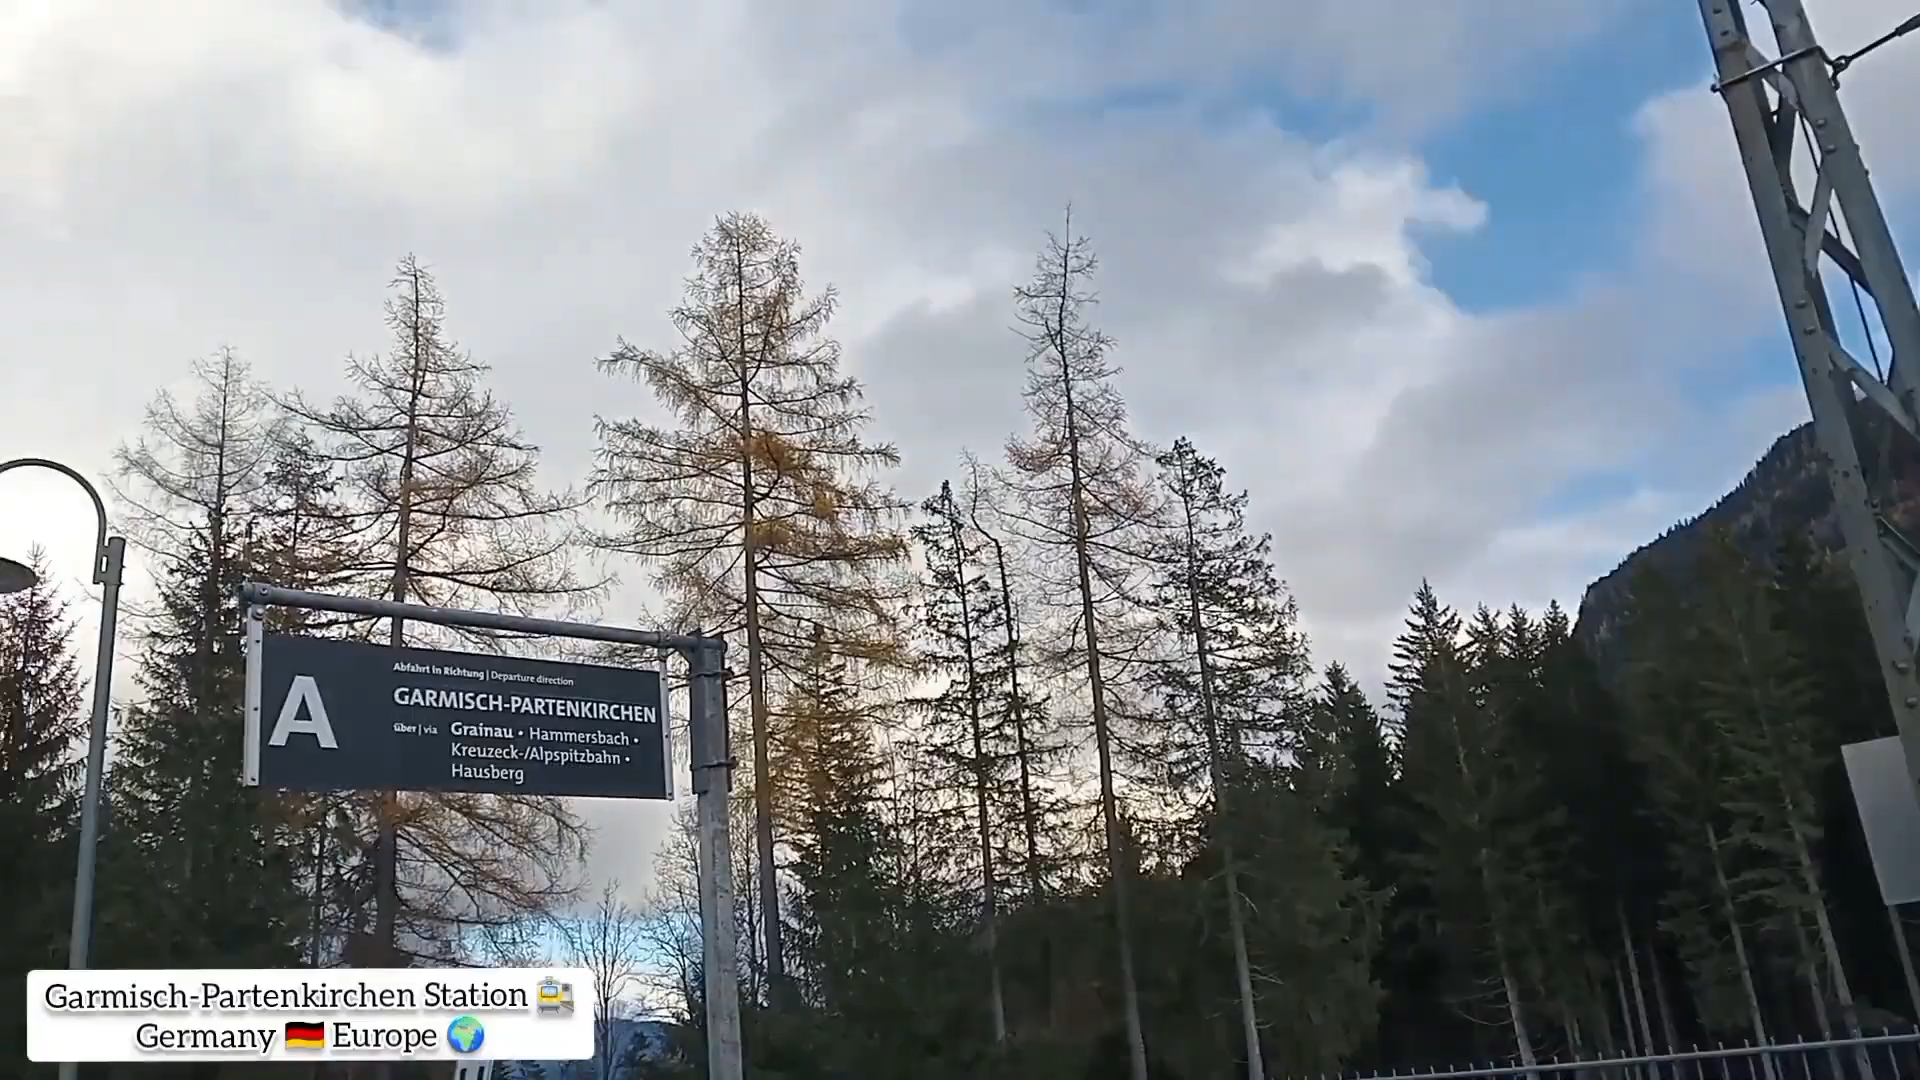 A
Abfahrt in Richtung | Departure direction
GARMISCH-PARTENKIRCHEN
über | via Grainau • Hammersbach •
Kreuzeck-/Alpspitzbahn •
Hausberg
Garmisch-Partenkirchen Station 🚉
Germany 🇩🇪 Europe 🌍